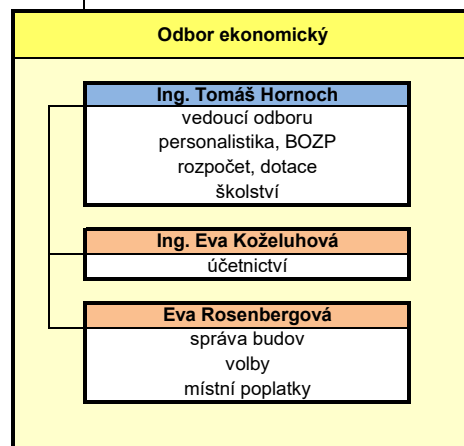 Odbor ekonomický
Ing. Tomáš Hornoch
vedoucí odboru
personalistika, BOZP
rozpočet, dotace
školství
Ing. Eva Koželuhová
účetnictví
Eva Rosenbergová
správa budov
volby
místní poplatky